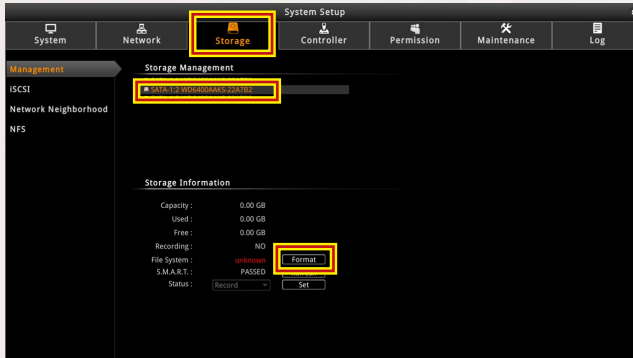 System Setup
System
Network
Storage
Controller
Permission
Maintenance
Log
Management
iSCSI
Network Neighborhood
NFS
Storage Management
SATA-1:2 WD6400AAKS-22A7B2
Storage Information
Capacity : 0.00 GB
Used : 0.00 GB
Free : 0.00 GB
Recording : NO
File System : unknown Format
S.M.A.R.T. : PASSED
Status : Record Set